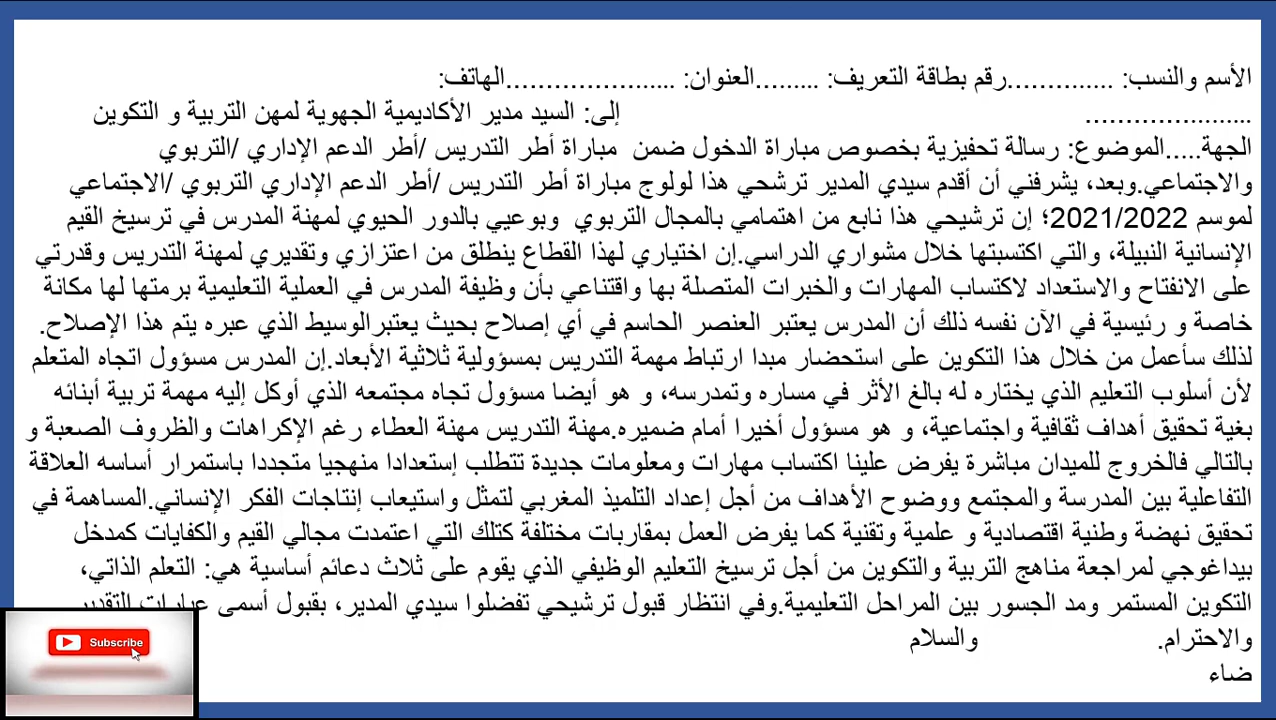 الأسم والنسب: ..................رقم بطاقة التعريف: .........العنوان: .....................الهاتف:
.....................إلى: السيد مدير الأكاديمية الجهوية لمهن التربية و التكوين
الجهة.....الموضوع: رسالة تحفيزية بخصوص مباراة الدخول ضمن مباراة أطر التدريس /أطر الدعم الإداري /التربوي
والاجتماعي.وبعد، يشرفني أن أقدم سيدي المدير ترشحي هذا لولوج مباراة أطر التدريس /أطر الدعم الإداري التربوي /الاجتماعي
لموسم 2021/2022؛ إن ترشيحي هذا نابع من اهتمامي بالمجال التربوي وبوعيي بالدور الحيوي لمهنة المدرس في ترسيخ القيم
الإنسانية النبيلة، والتي اكتسبتها خلال مشواري الدراسي.إن اختياري لهذا القطاع ينطلق من اعتزازي وتقديري لمهنة التدريس وقدرتي
على الانفتاح والاستعداد لاكتساب المهارات والخبرات المتصلة بها واقتناعي بأن وظيفة المدرس في العملية التعليمية برمتها لها مكانة
خاصة و رئيسية في الآن نفسه ذلك أن المدرس يعتبر العنصر الحاسم في أي إصلاح بحيث يعتبرالوسيط الذي عبره يتم هذا الإصلاح.
لذلك سأعمل من خلال هذا التكوين على استحضار مبدا ارتباط مهمة التدريس بمسؤولية ثلاثية الأبعاد.إن المدرس مسؤول اتجاه المتعلم
لأن أسلوب التعليم الذي يختاره له بالغ الأثر في مساره وتمدرسه، و هو أيضا مسؤول تجاه مجتمعه الذي أوكل إليه مهمة تربية أبنائه
بغية تحقيق أهداف ثقافية واجتماعية، و هو مسؤول أخيرا أمام ضميره.مهنة التدريس مهنة العطاء رغم الإكراهات والظروف الصعبة و
بالتالي فالخروج للميدان مباشرة يفرض علينا اكتساب مهارات ومعلومات جديدة تتطلب إستعدادا منهجيا متجددا باستمرار أساسه العلاقة
التفاعلية بين المدرسة والمجتمع ووضوح الأهداف من أجل إعداد التلميذ المغربي لتمثل واستيعاب إنتاجات الفكر الإنساني.المساهمة في
تحقيق نهضة وطنية اقتصادية و علمية وتقنية كما يفرض العمل بمقاربات مختلفة كتلك التي اعتمدت مجالي القيم والكفايات كمدخل
بيداغوجي لمراجعة مناهج التربية والتكوين من أجل ترسيخ التعليم الوظيفي الذي يقوم على ثلاث دعائم أساسية هي: التعلم الذاتي،
التكوين المستمر ومد الجسور بين المراحل التعليمية.وفي انتظار قبول ترشيحي تفضلوا سيدي المدير، بقبول أسمى عبارات التقدير
والاحترام. والسلام
ضاء
Subscribe